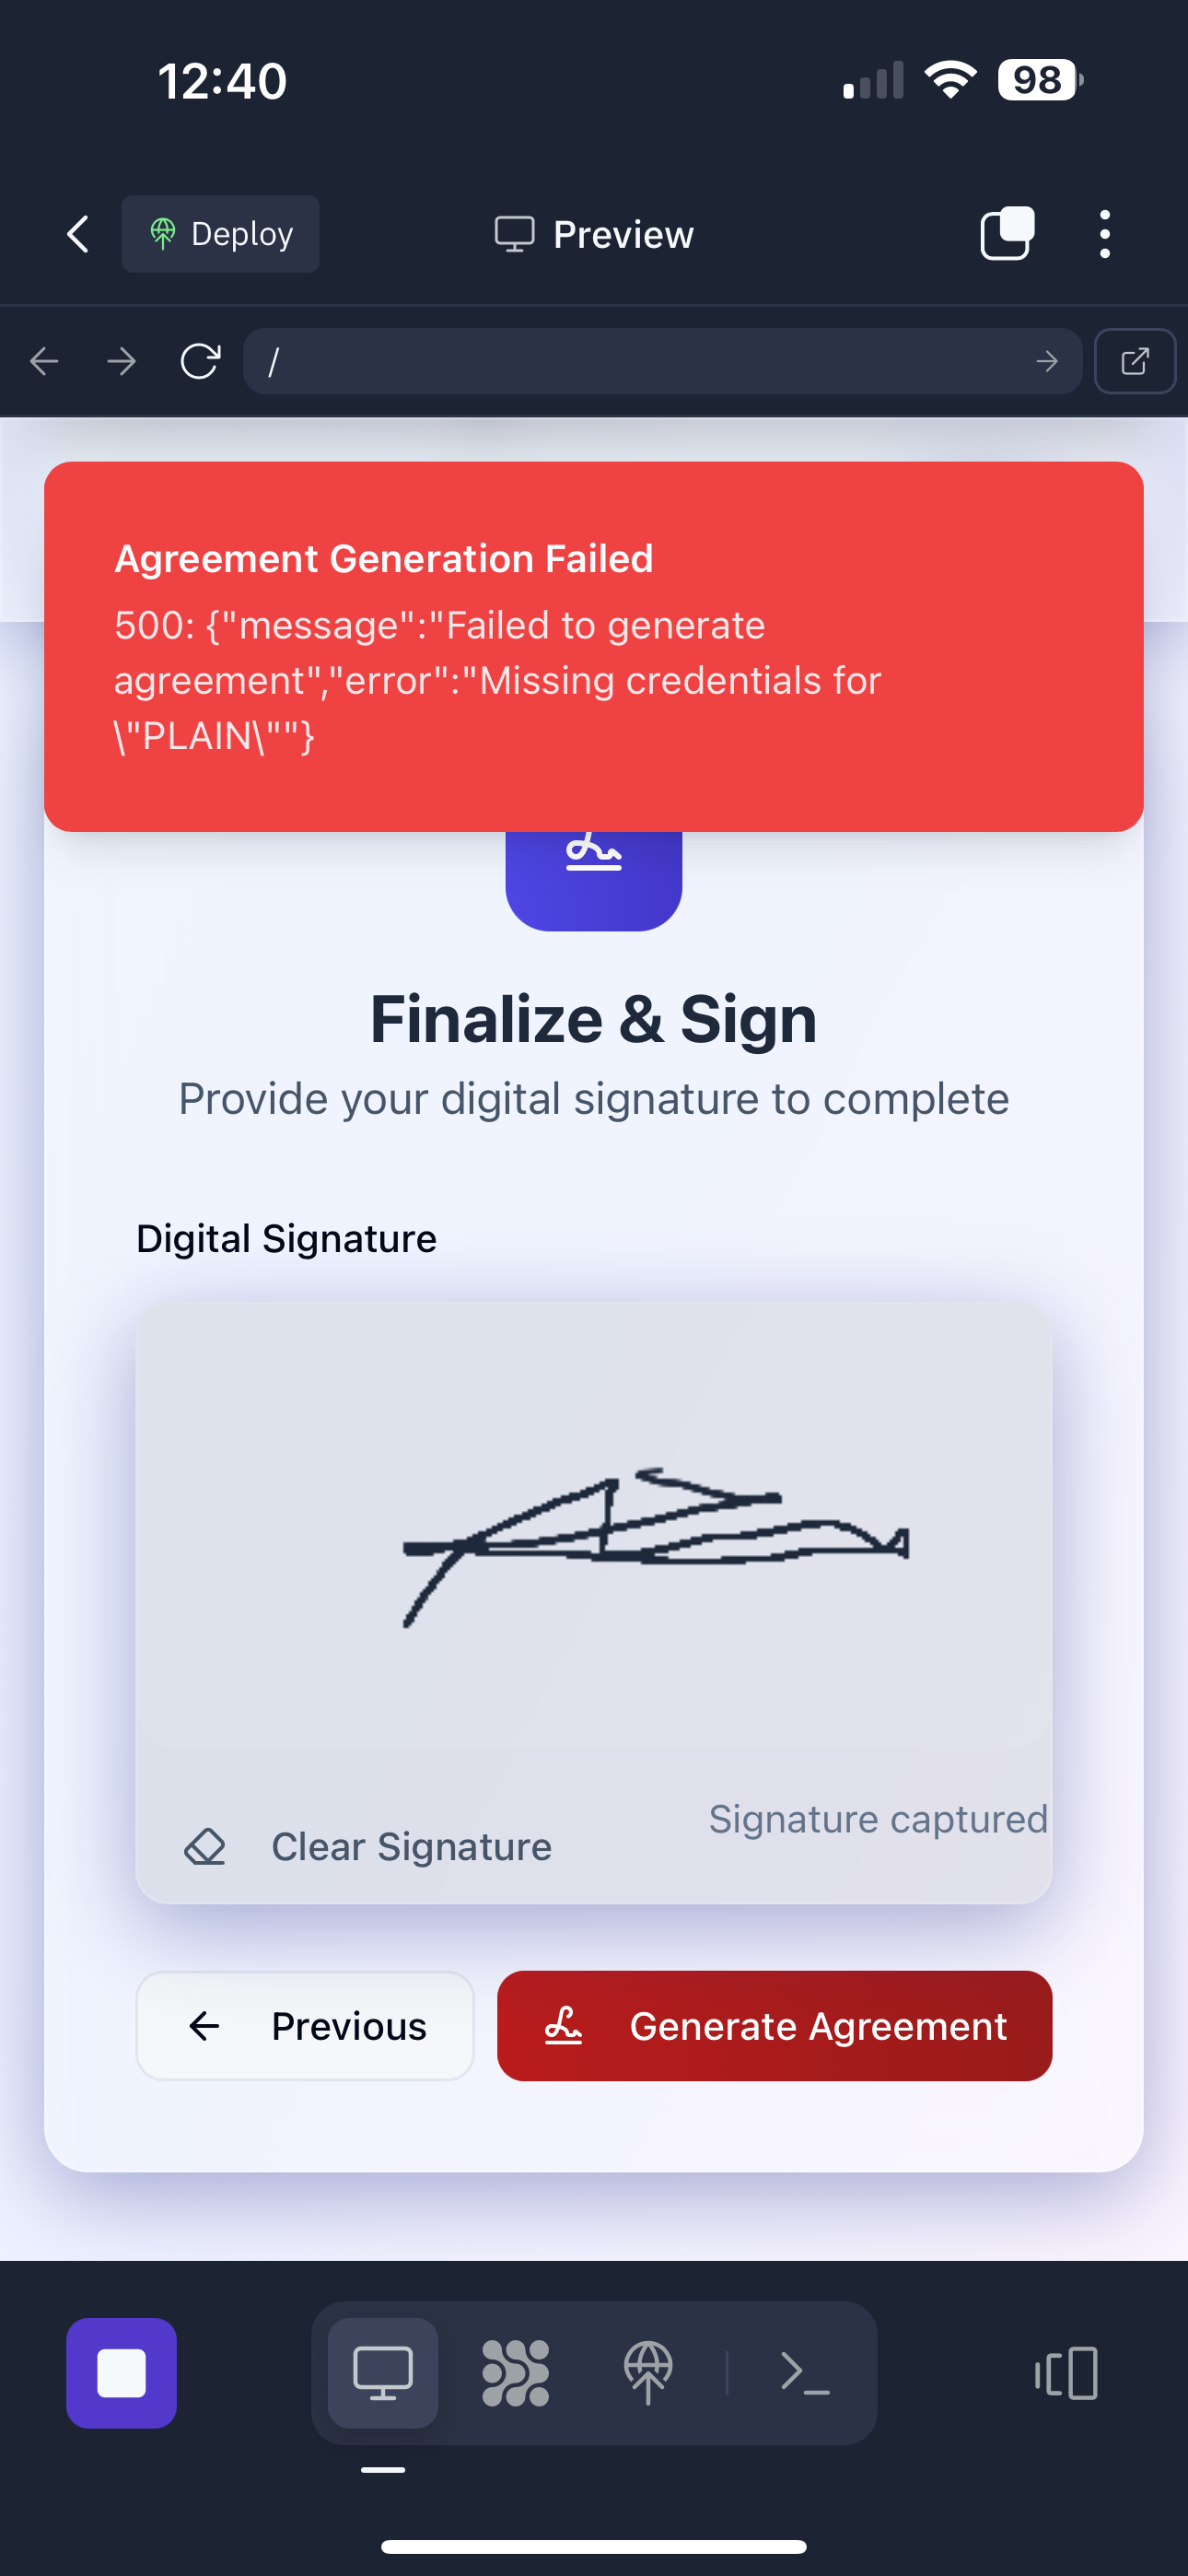 12:40
98
Deploy
Preview
/
Agreement Generation Failed
500: {"message":"Failed to generate
agreement","error":"Missing credentials for
\"PLAIN\""}
Finalize & Sign
Provide your digital signature to complete
Digital Signature
Signature captured
Clear Signature
Previous
Generate Agreement